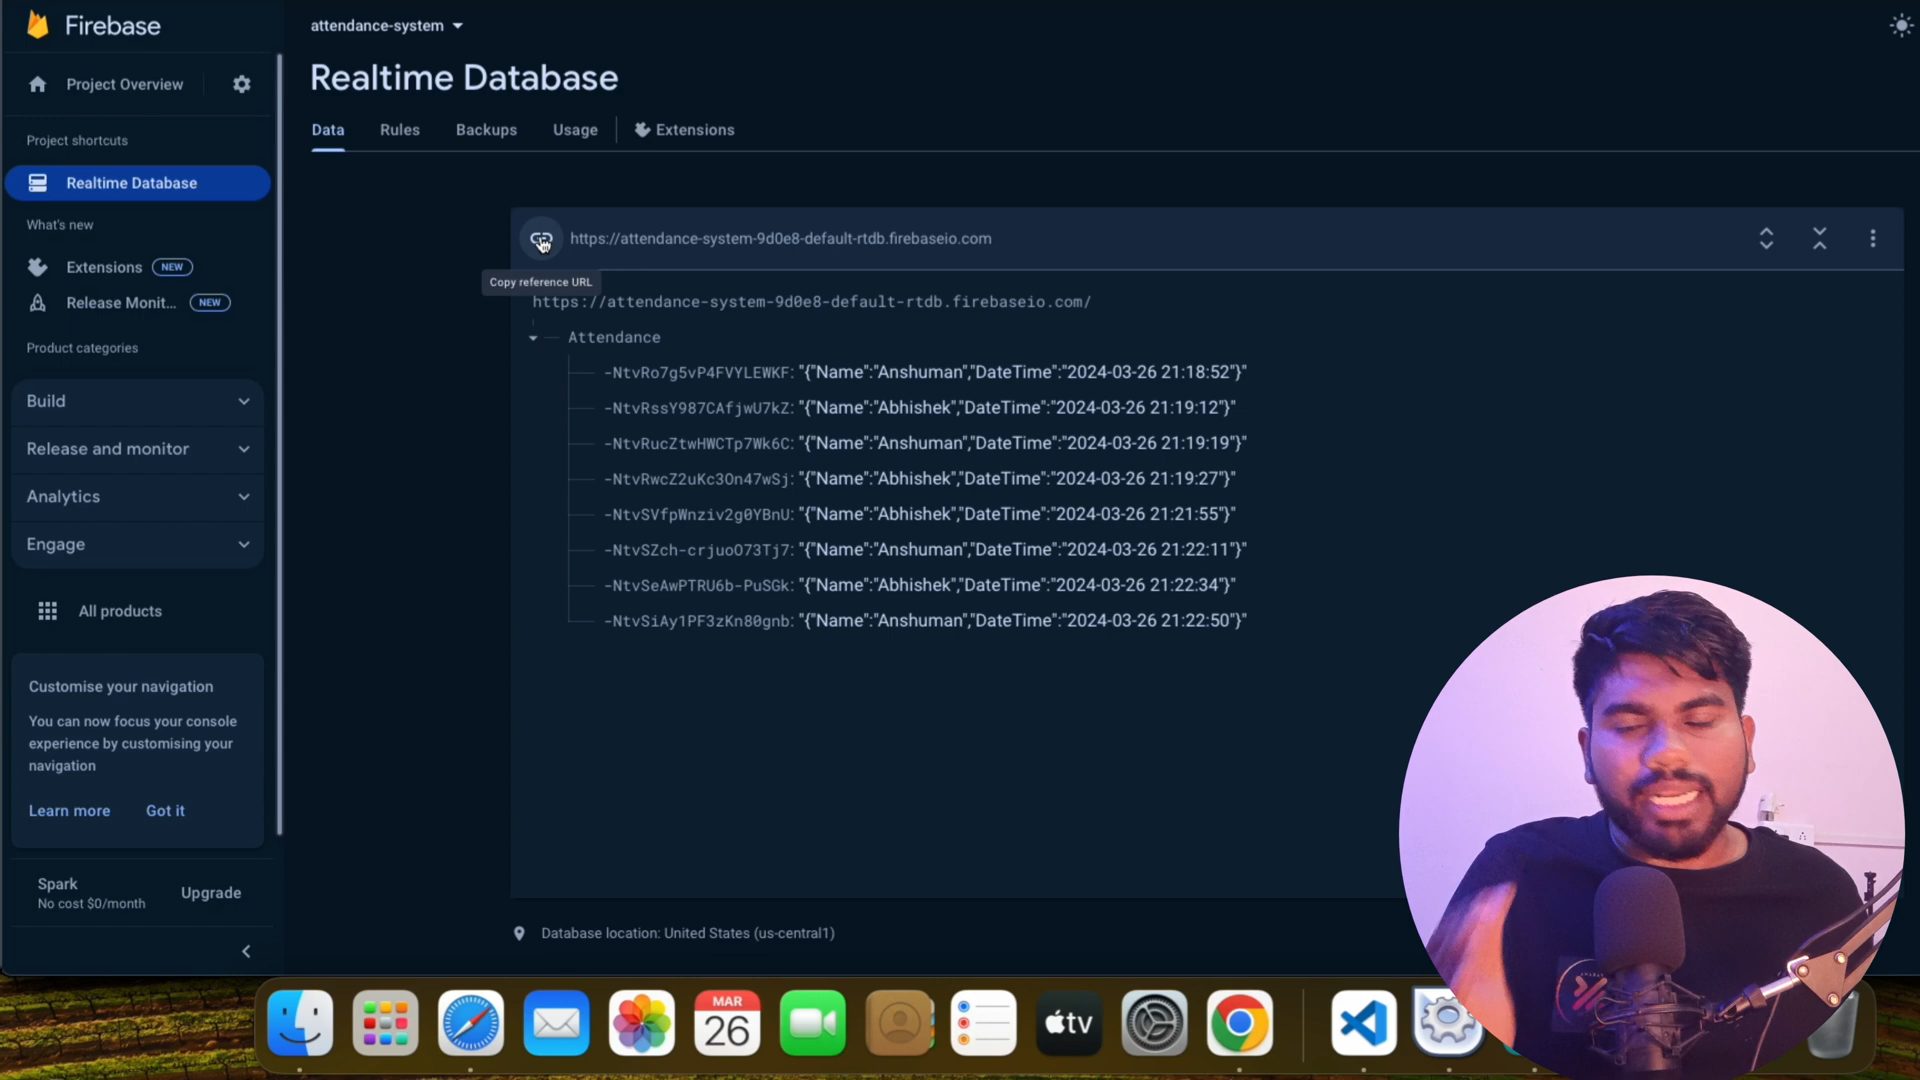 Firebase
attendance-system
Project Overview
Realtime Database
Data Rules Backups Usage Extensions
Project shortcuts
Realtime Database
What's new
Extensions NEW
Release Monit... NEW
Product categories
Build
Release and monitor
Analytics
Engage
All products
Customise your navigation
You can now focus your console
experience by customising your
navigation
Learn more Got it
Spark
No cost $0/month
Upgrade
https://attendance-system-9d0e8-default-rtdb.firebaseio.com
Copy reference URL
https://attendance-system-9d0e8-default-rtdb.firebaseio.com/
Attendance
-NtvRo7g5vP4FVYLEWKF: "{"Name":"Anshuman","DateTime":"2024-03-26 21:18:52"}"
-NtvRssY987CAfjwU7kZ: "{"Name":"Abhishek","DateTime":"2024-03-26 21:19:12"}"
-NtvRucZtwHWCTp7Wk6C: "{"Name":"Anshuman","DateTime":"2024-03-26 21:19:19"}"
-NtvRwcZ2uKc3On47wSj: "{"Name":"Abhishek","DateTime":"2024-03-26 21:19:27"}"
-NtvSVfpWnziv2g0YBnU: "{"Name":"Abhishek","DateTime":"2024-03-26 21:21:55"}"
-NtvSZch-crjuoO73Tj7: "{"Name":"Anshuman","DateTime":"2024-03-26 21:22:11"}"
-NtvSeAwPTRU6b-PuSGk: "{"Name":"Abhishek","DateTime":"2024-03-26 21:22:34"}"
-NtvSiAy1PF3zKn80gnb: "{"Name":"Anshuman","DateTime":"2024-03-26 21:22:50"}"
Database location: United States (us-central1)
MAR
26
tv